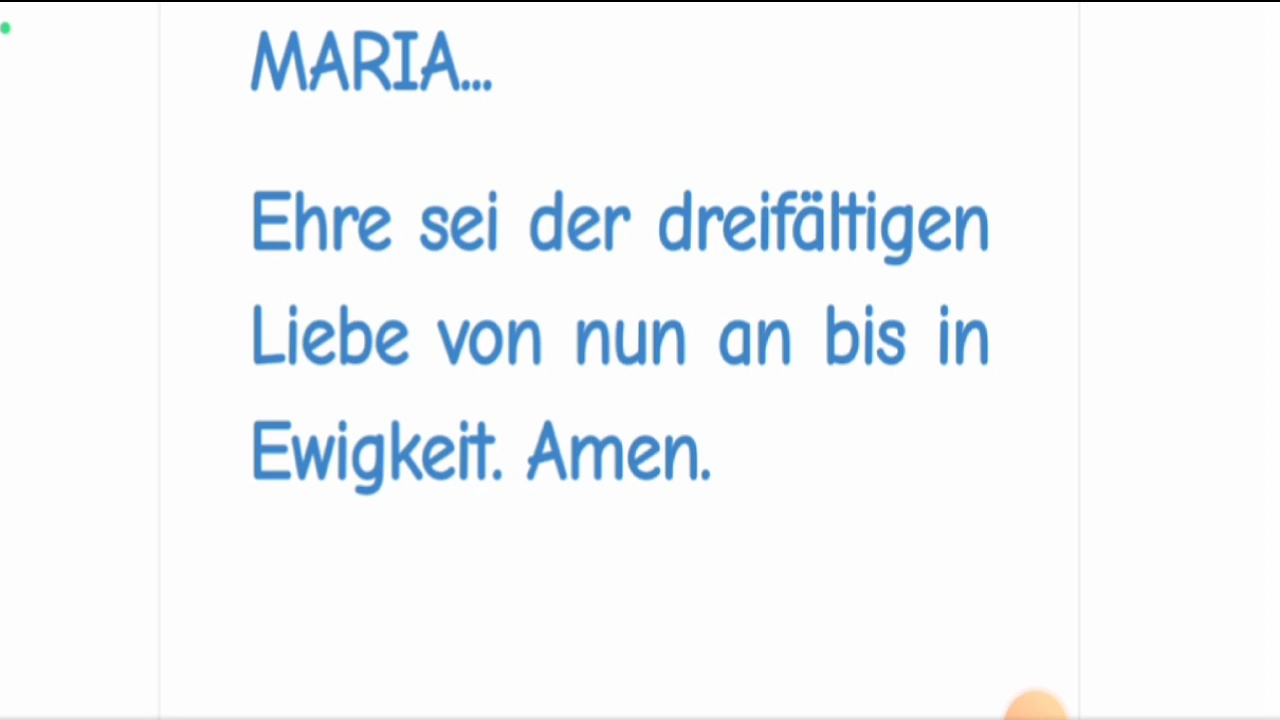 MARIA...
Ehre sei der dreifältigen
Liebe von nun an bis in
Ewigkeit. Amen.